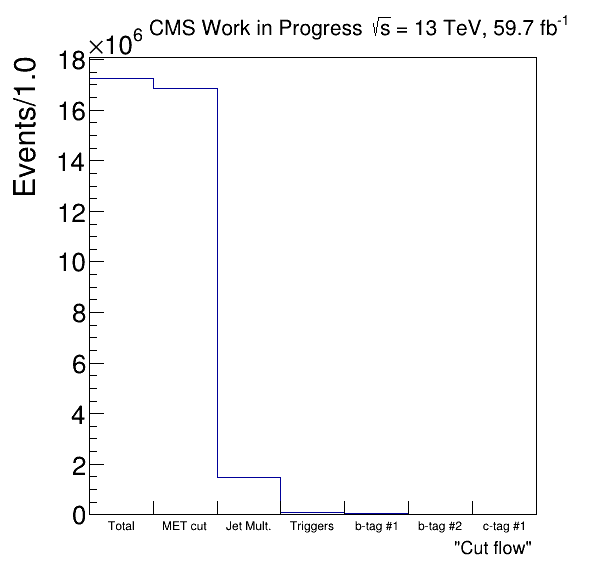 ×10⁶ CMS Work in Progress √s = 13 TeV, 59.7 fb⁻¹
Events/1.0
18
16
14
12
10
8
6
4
2
0
Total MET cut Jet Mult. Triggers b-tag #1 b-tag #2 c-tag #1
"Cut flow"